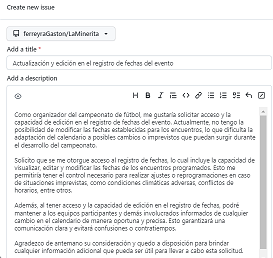 Create new issue
ferreyraGaston/LaMinerita
Add a title *
Actualización y edición en el registro de fechas del evento
Add a description
H B I
Como organizador del campeonato de fútbol, me gustaría solicitar acceso y la
capacidad de edición en el registro de fechas del evento. Actualmente, no tengo la
posibilidad de modificar las fechas establecidas para los encuentros, lo que dificulta la
adaptación del calendario a posibles cambios o imprevistos que puedan surgir durante
el desarrollo del campeonato.
Solicito que se me otorgue acceso al registro de fechas, lo cual incluye la capacidad de
visualizar, editar y modificar las fechas de los encuentros programados. Esto me
permitiría tener el control necesario para realizar ajustes o reprogramaciones en caso
de situaciones imprevistas, como condiciones climáticas adversas, conflictos de
horarios, entre otros.
Además, al tener acceso y la capacidad de edición en el registro de fechas, podré
mantener a los equipos participantes y demás involucrados informados de cualquier
cambio en el calendario de manera oportuna y precisa. Esto garantizará una
comunicación clara y evitará confusiones o contratiempos.
Agradezco de antemano su consideración y quedo a disposición para brindar
cualquier información adicional que pueda ser útil para llevar a cabo esta solicitud.